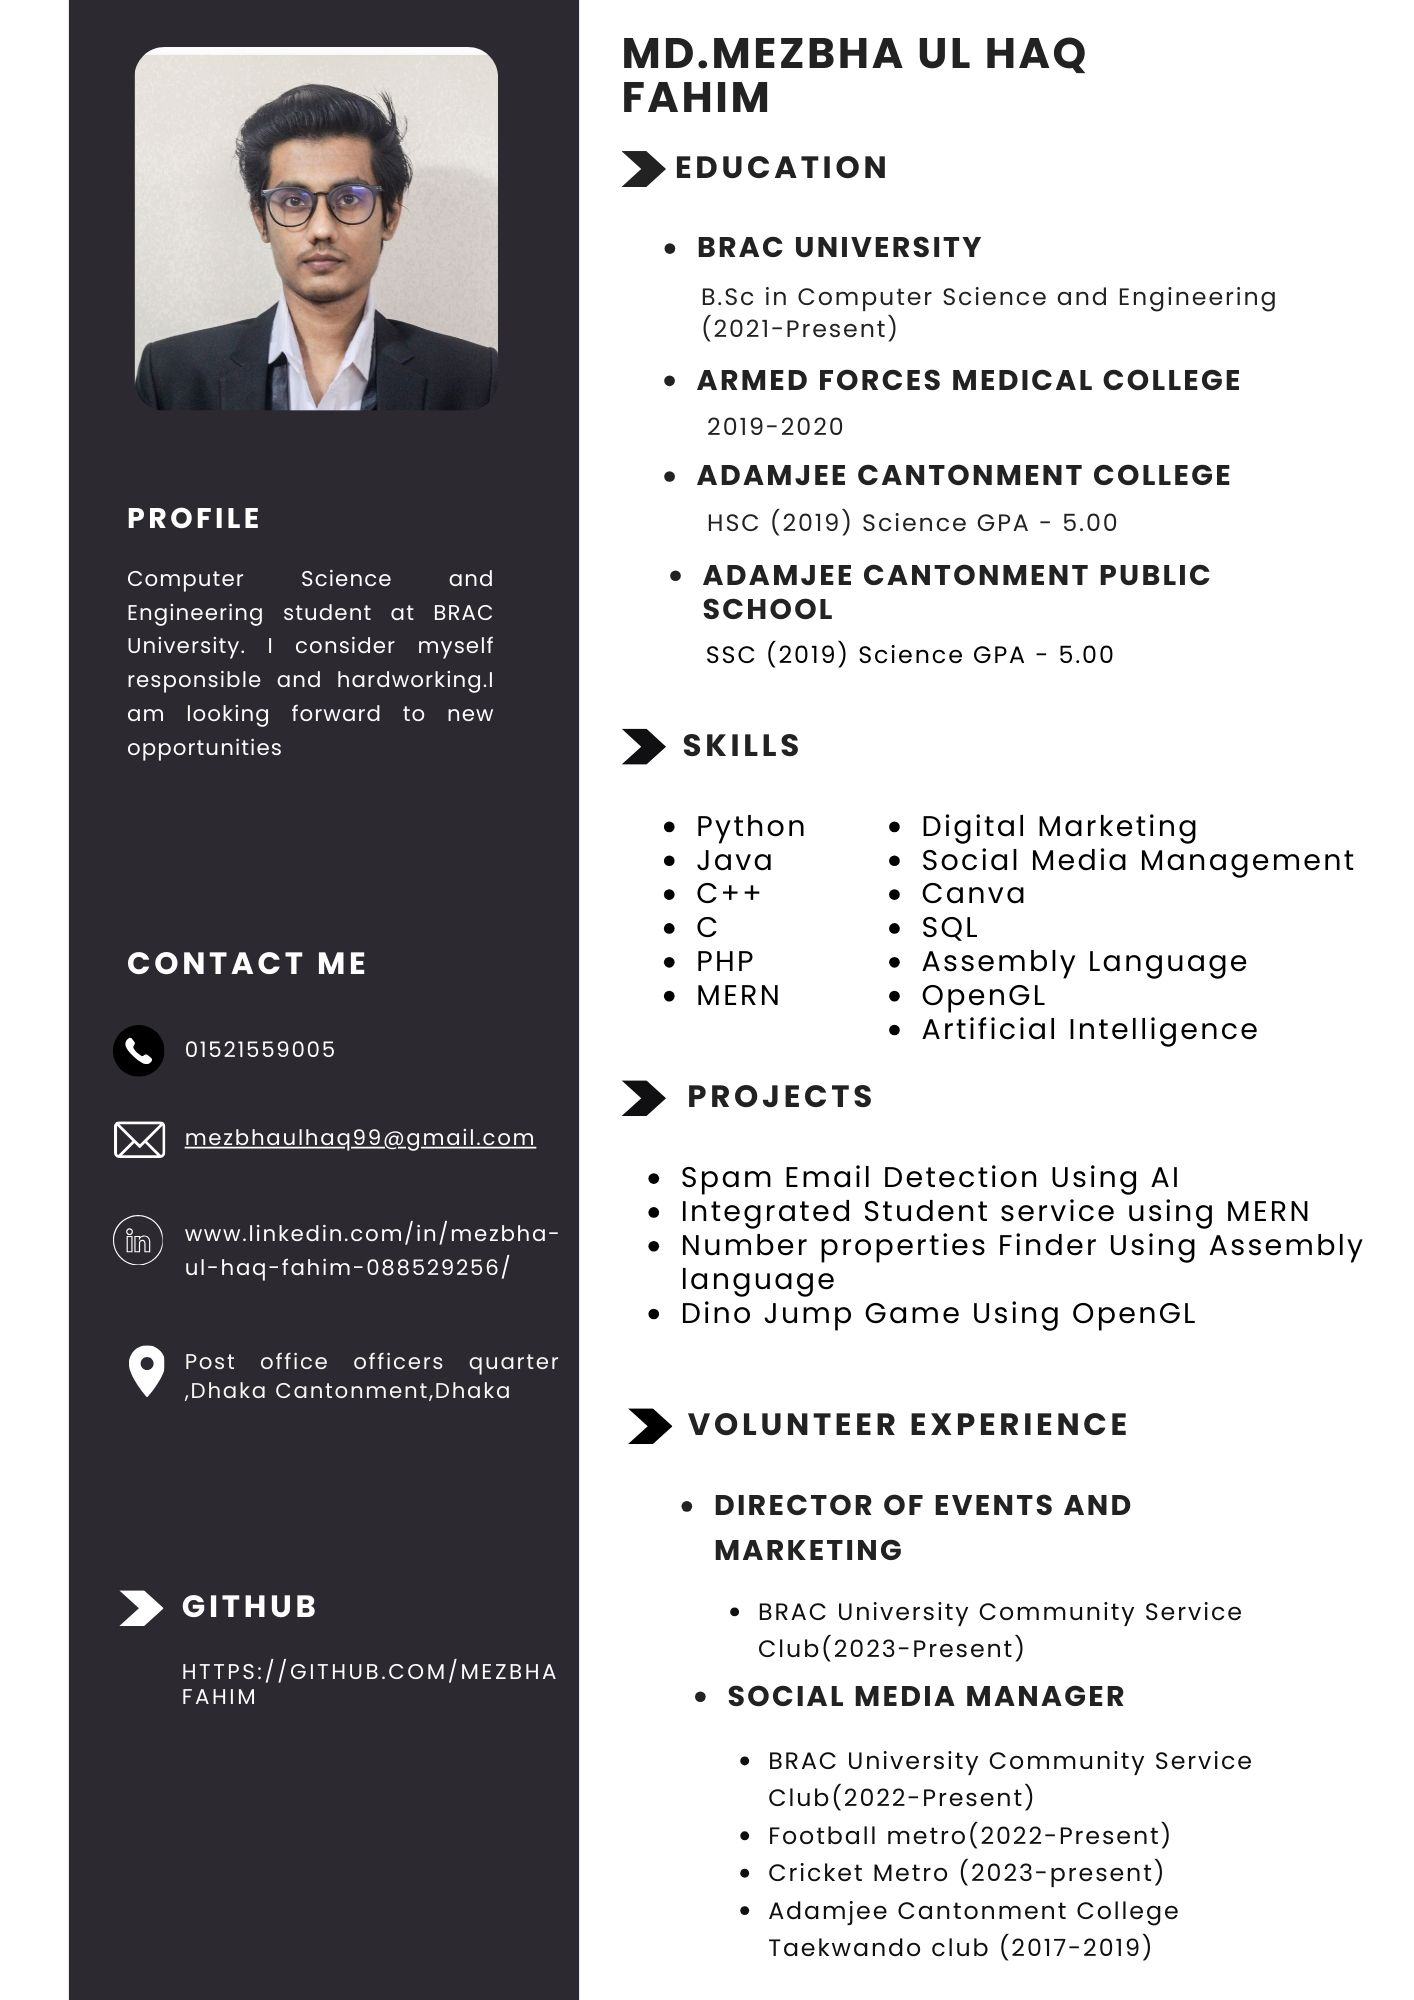 PROFILE
Computer Science and
Engineering student at BRAC
University. I consider myself
responsible and hardworking.I
am looking forward to new
opportunities
CONTACT ME
01521559005
mezbhaulhaq99@gmail.com
in
www.linkedin.com/in/mezbha-
ul-haq-fahim-088529256/
Post office officers quarter
,Dhaka Cantonment,Dhaka
GITHUB
HTTPS://GITHUB.COM/MEZBHA
FAHIM
MD.MEZBHA UL HAQ
FAHIM
EDUCATION
• BRAC UNIVERSITY
B.Sc in Computer Science and Engineering
(2021-Present)
• ARMED FORCES MEDICAL COLLEGE
2019-2020
• ADAMJEE CANTONMENT COLLEGE
HSC (2019) Science GPA - 5.00
• ADAMJEE CANTONMENT PUBLIC
SCHOOL
SSC (2019) Science GPA - 5.00
SKILLS
• Python
• Java
• C++
• C
• PHP
• MERN
• Digital Marketing
• Social Media Management
• Canva
• SQL
• Assembly Language
• OpenGL
• Artificial Intelligence
PROJECTS
• Spam Email Detection Using AI
• Integrated Student service using MERN
• Number properties Finder Using Assembly
language
• Dino Jump Game Using OpenGL
VOLUNTEER EXPERIENCE
• DIRECTOR OF EVENTS AND
MARKETING
• BRAC University Community Service
Club(2023-Present)
• SOCIAL MEDIA MANAGER
• BRAC University Community Service
Club(2022-Present)
• Football metro(2022-Present)
• Cricket Metro (2023-present)
• Adamjee Cantonment College
Taekwando club (2017-2019)